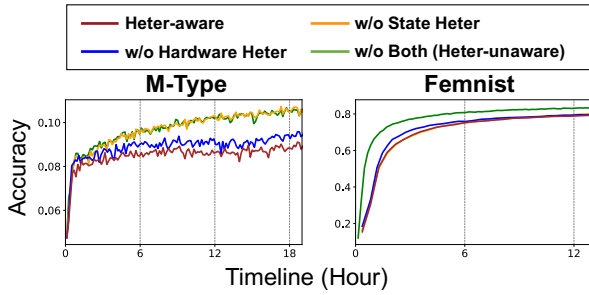 Heter-aware
w/o State Heter
w/o Hardware Heter
w/o Both (Heter-unaware)
M-Type
Femnist
Accuracy
0.10
0.08
0.06
0
6
12
18
0.8
0.6
0.4
0.2
0
6
12
Timeline (Hour)